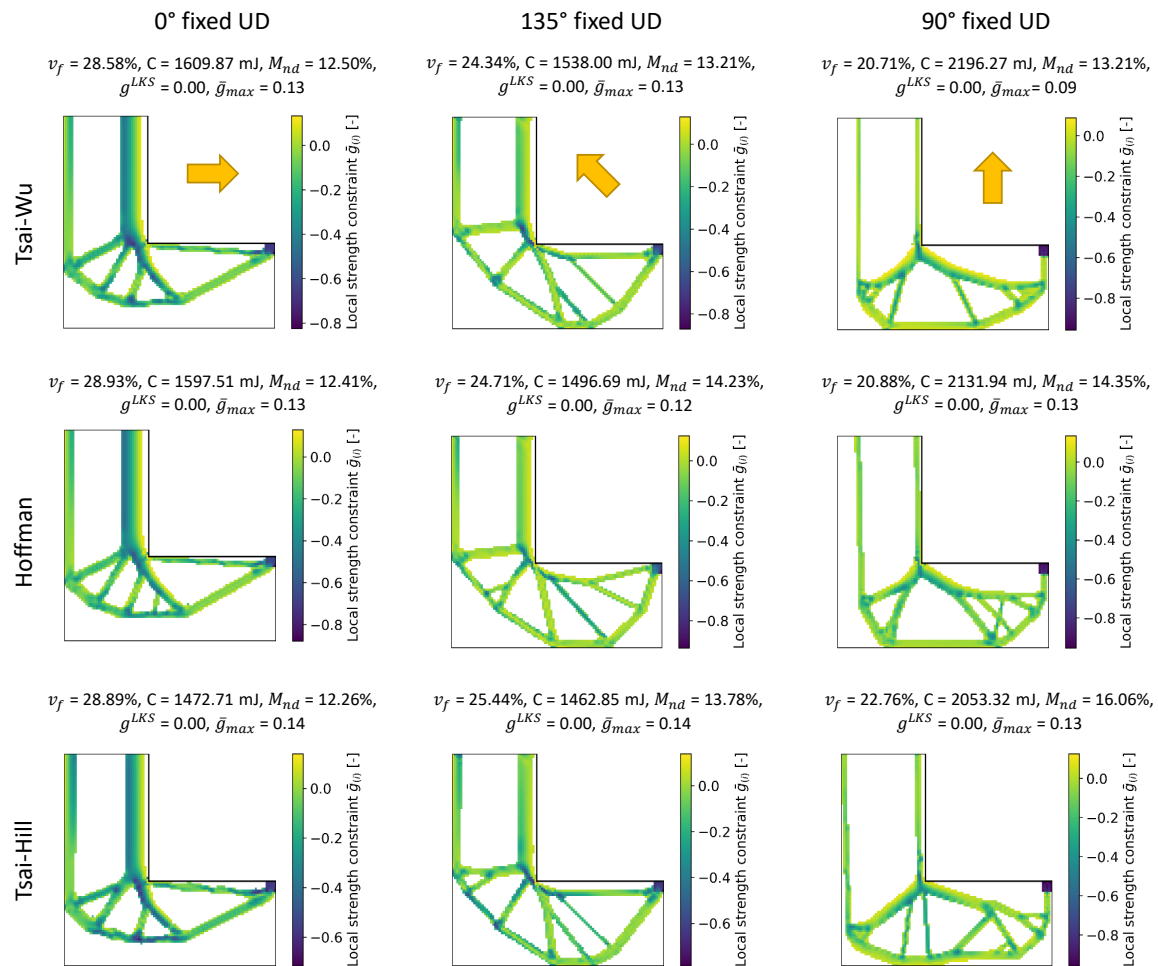 0° fixed UD
135° fixed UD
90° fixed UD
Tsai-Wu
v_f = 28.58%, C = 1609.87 mJ, M_nd = 12.50%,
g^LKS = 0.00, ḡ_max = 0.13
0.0
−0.2
−0.4
−0.6
−0.8
Local strength constraint ḡ_(i) [-]
v_f = 24.34%, C = 1538.00 mJ, M_nd = 13.21%,
g^LKS = 0.00, ḡ_max = 0.13
0.0
−0.2
−0.4
−0.6
−0.8
Local strength constraint ḡ_(i) [-]
v_f = 20.71%, C = 2196.27 mJ, M_nd = 13.21%,
g^LKS = 0.00, ḡ_max = 0.09
0.0
−0.2
−0.4
−0.6
−0.8
Local strength constraint ḡ_(i) [-]
Hoffman
v_f = 28.93%, C = 1597.51 mJ, M_nd = 12.41%,
g^LKS = 0.00, ḡ_max = 0.13
0.0
−0.2
−0.4
−0.6
−0.8
Local strength constraint ḡ_(i) [-]
v_f = 24.71%, C = 1496.69 mJ, M_nd = 14.23%,
g^LKS = 0.00, ḡ_max = 0.12
0.0
−0.2
−0.4
−0.6
−0.8
Local strength constraint ḡ_(i) [-]
v_f = 20.88%, C = 2131.94 mJ, M_nd = 14.35%,
g^LKS = 0.00, ḡ_max = 0.13
0.0
−0.2
−0.4
−0.6
−0.8
Local strength constraint ḡ_(i) [-]
Tsai-Hill
v_f = 28.89%, C = 1472.71 mJ, M_nd = 12.26%,
g^LKS = 0.00, ḡ_max = 0.14
0.0
−0.2
−0.4
−0.6
Local strength constraint ḡ_(i) [-]
v_f = 25.44%, C = 1462.85 mJ, M_nd = 13.78%,
g^LKS = 0.00, ḡ_max = 0.14
0.0
−0.2
−0.4
−0.6
Local strength constraint ḡ_(i) [-]
v_f = 22.76%, C = 2053.32 mJ, M_nd = 16.06%,
g^LKS = 0.00, ḡ_max = 0.13
0.0
−0.2
−0.4
−0.6
−0.8
Local strength constraint ḡ_(i) [-]